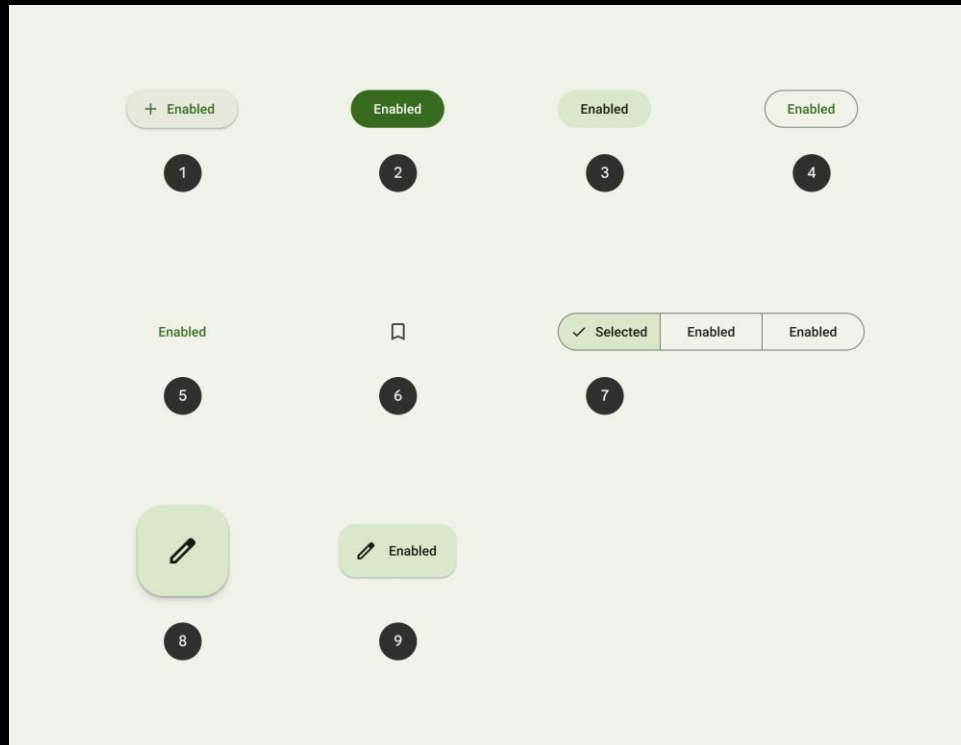 + Enabled
Enabled
Enabled
Enabled
1
2
3
4
Enabled
Selected
Enabled
Enabled
5
6
7
Enabled
8
9